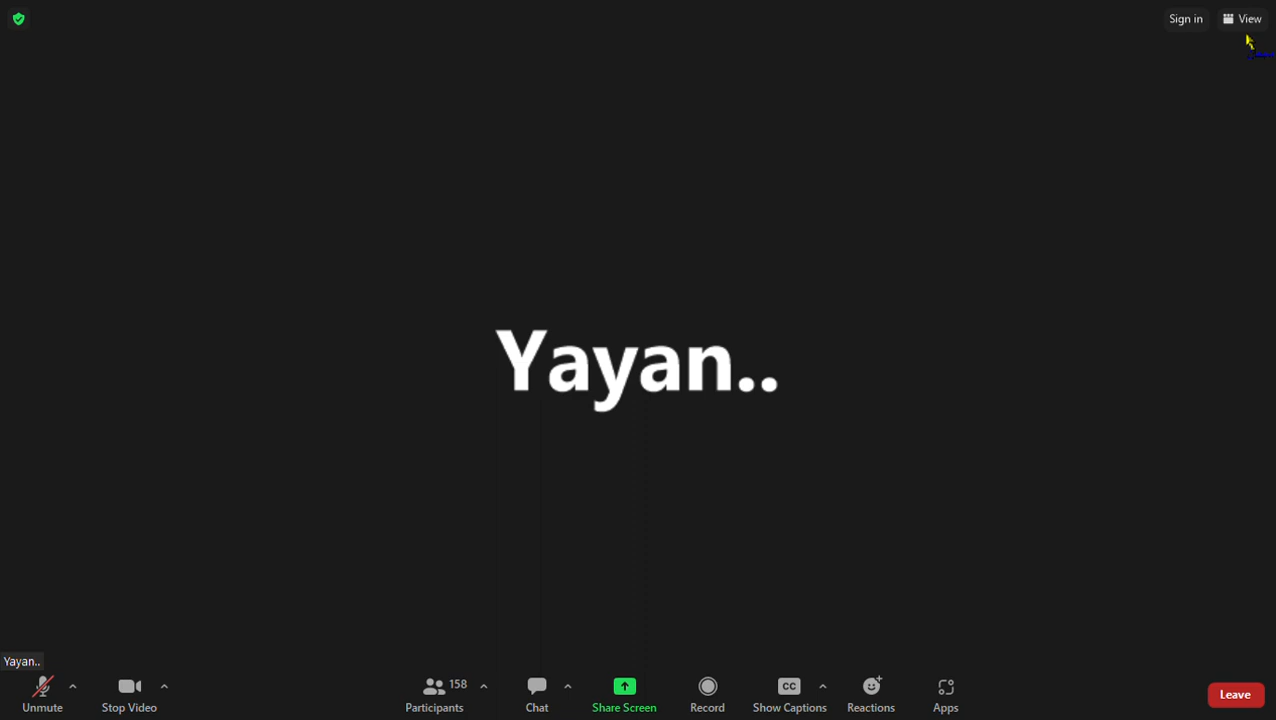 Sign in
View
Yayan..
Yayan..
Unmute
Stop Video
158
Participants
Chat
Share Screen
Record
CC
Show Captions
Reactions
Apps
Leave